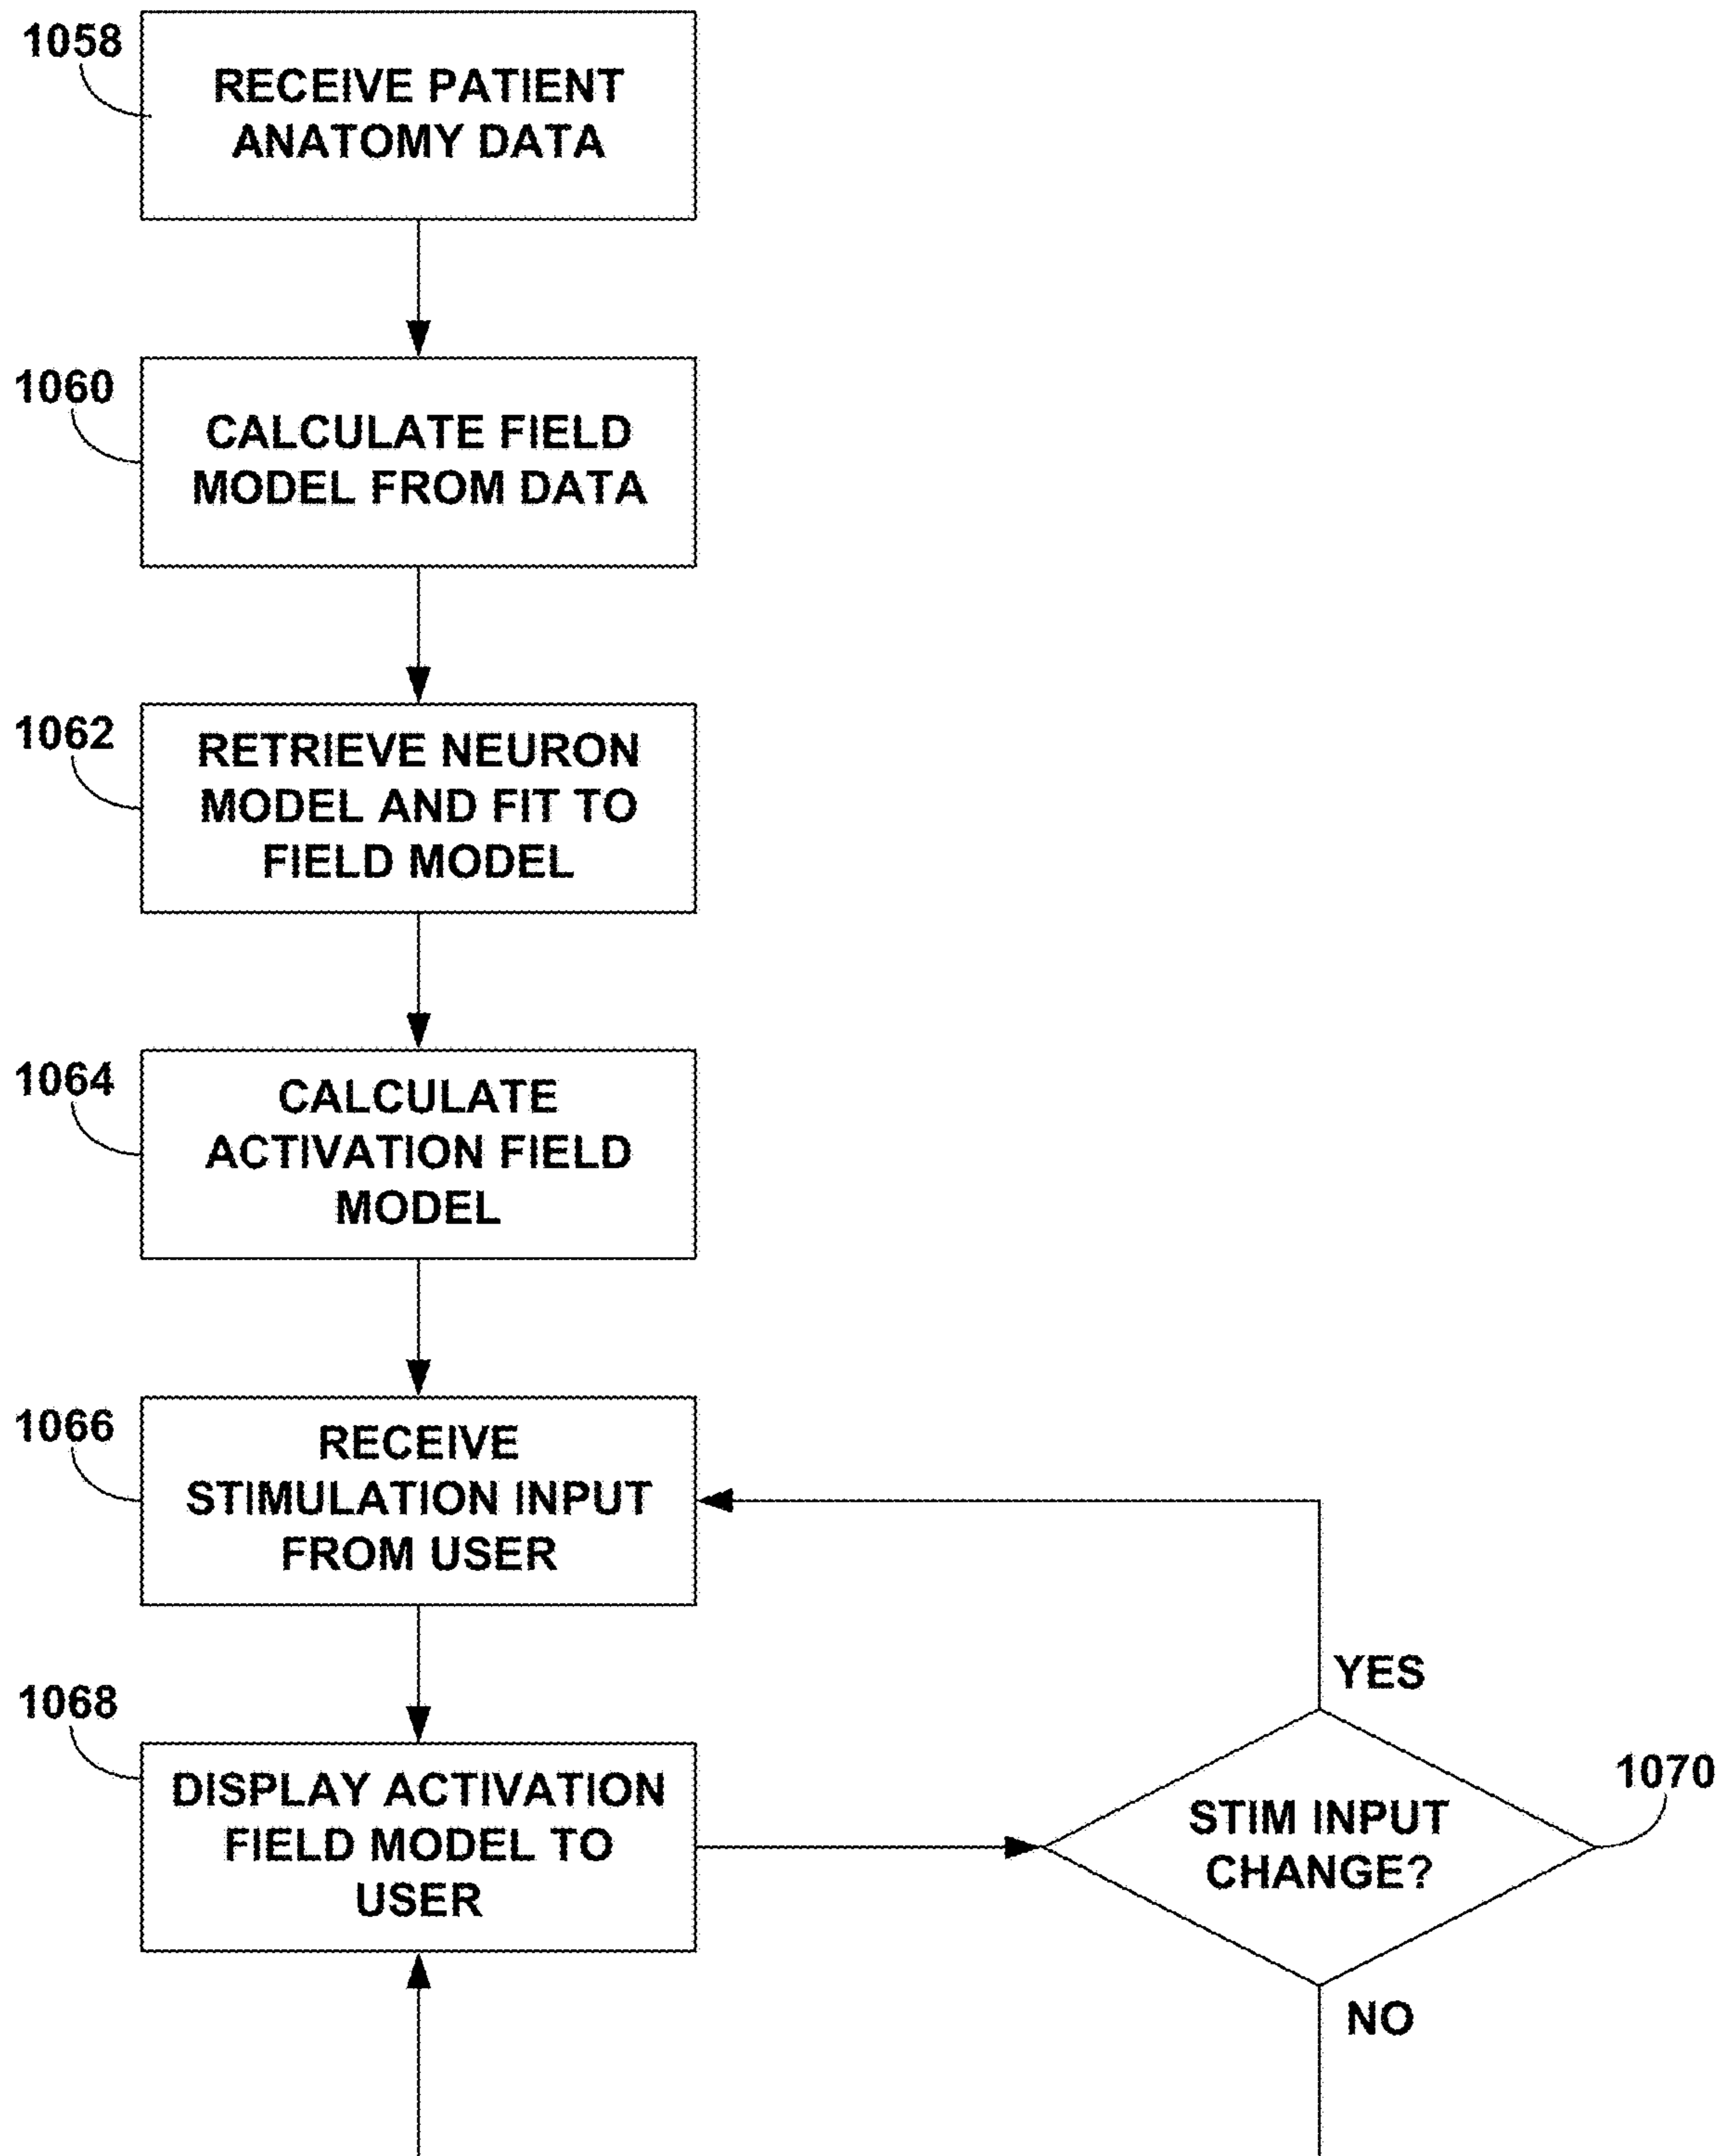 1058
RECEIVE PATIENT
ANATOMY DATA
1060
CALCULATE FIELD
MODEL FROM DATA
1062
RETRIEVE NEURON
MODEL AND FIT TO
FIELD MODEL
1064
CALCULATE
ACTIVATION FIELD
MODEL
1066
RECEIVE
STIMULATION INPUT
FROM USER
YES
1068
DISPLAY ACTIVATION
FIELD MODEL TO
USER
1070
STIM INPUT
CHANGE?
NO